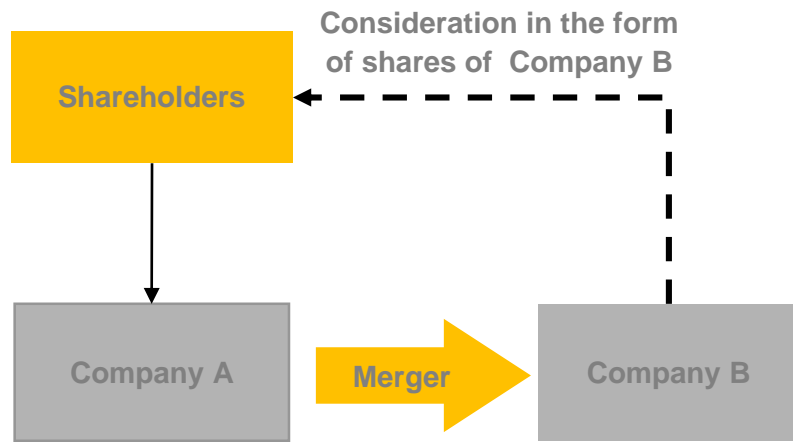 Consideration in the form
of shares of Company B
Shareholders
Company A
Merger
Company B